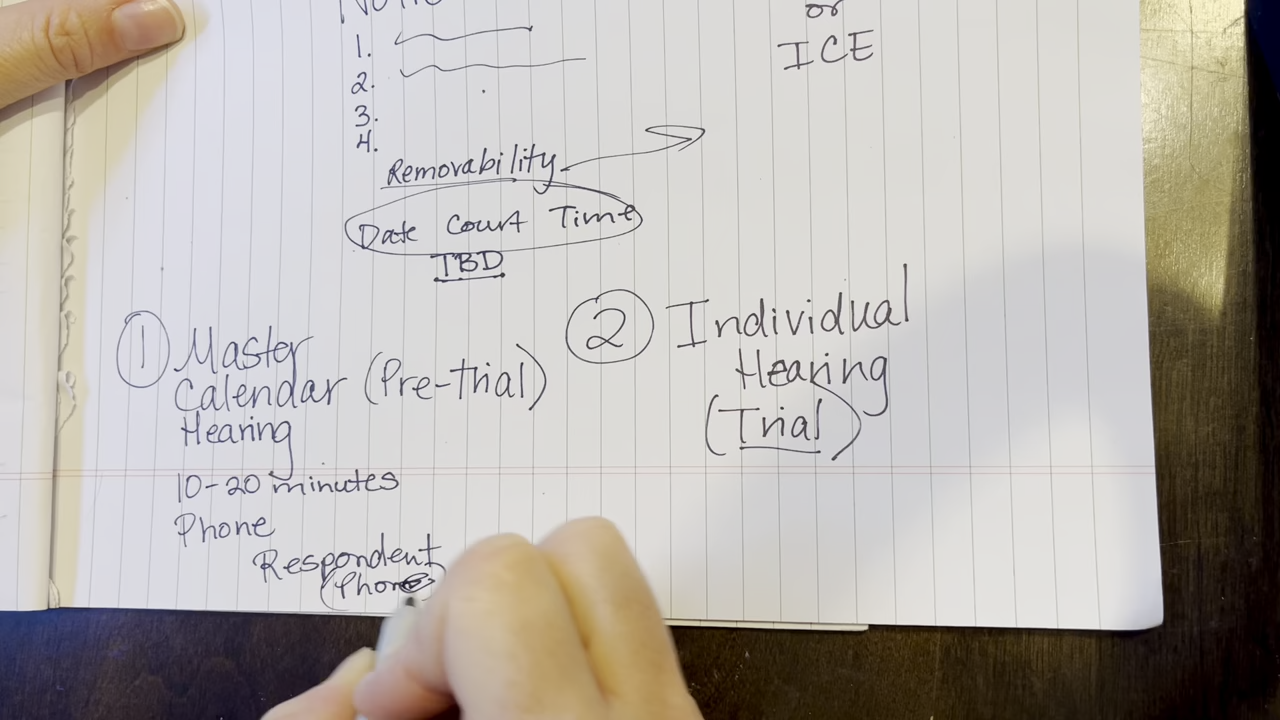 or
ICE
1.
2.
3.
4.
Removability
Date Court Time
TBD
① Master
Calendar (Pre-trial)
Hearing
10-20 minutes
Phone
Respondent
(Phone)
② Individual
Hearing
(Trial)